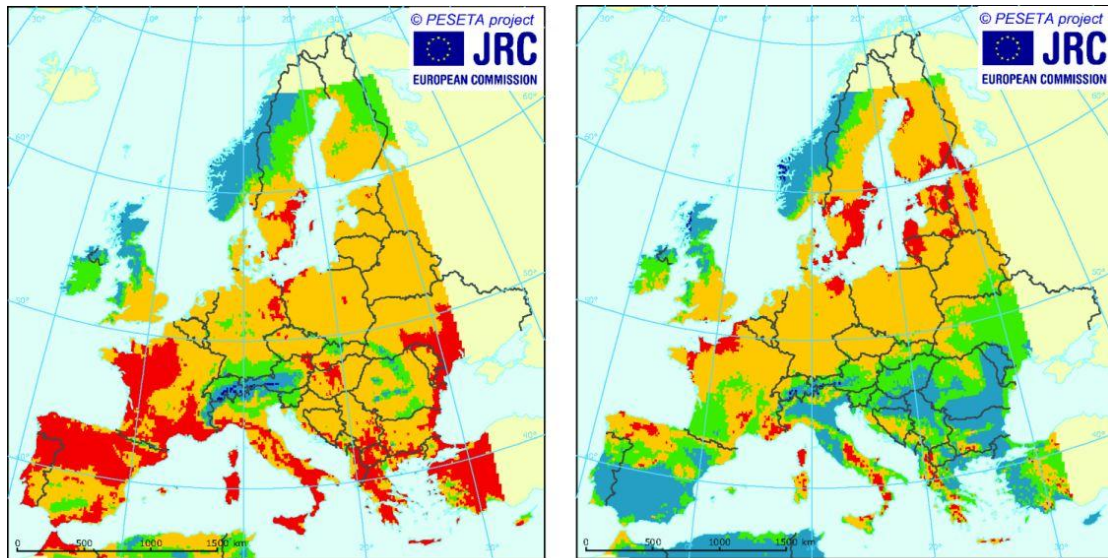 © PESETA project
JRC
EUROPEAN COMMISSION
0 500 1000 1500 km
© PESETA project
JRC
EUROPEAN COMMISSION
0 500 1000 1500 km